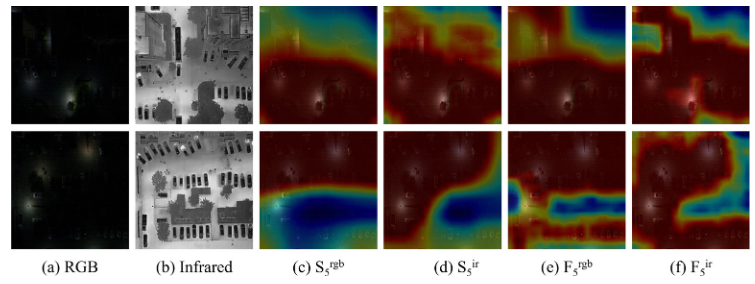 (a) RGB (b) Infrared (c) S₅ʳᵍᵇ (d) S₅ⁱʳ (e) F₅ʳᵍᵇ (f) F₅ⁱʳ